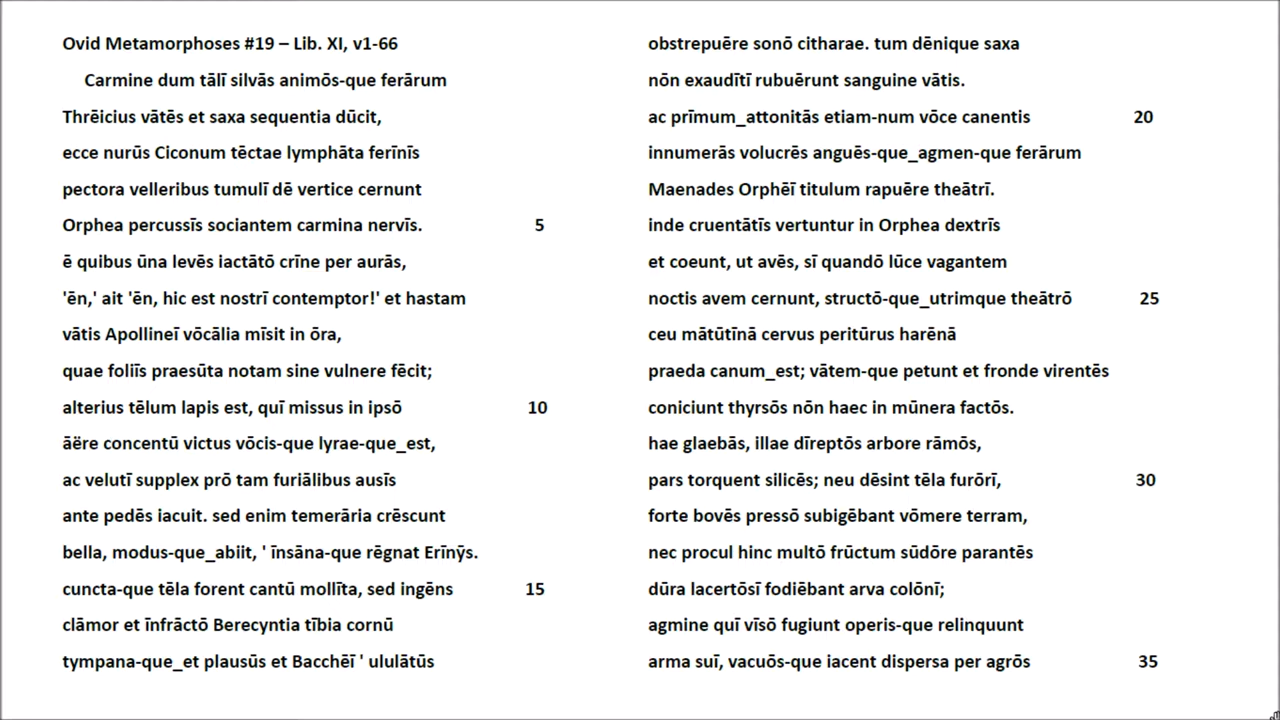 Ovid Metamorphoses #19 – Lib. XI, v1-66
Carmine dum tālī silvās animōs-que ferārum
Thrēicius vātēs et saxa sequentia dūcit,
ecce nurūs Ciconum tēctae lymphāta ferīnīs
pectora velleribus tumulī dē vertice cernunt
Orphea percussīs sociantem carmina nervīs. 5
ē quibus ūna levēs iactātō crīne per aurās,
'ēn,' ait 'ēn, hic est nostrī contemptor!' et hastam
vātis Apollineī vōcālia mīsit in ōra,
quae foliīs praesūta notam sine vulnere fēcit;
alterius tēlum lapis est, quī missus in ipsō 10
āëre concentū victus vōcis-que lyrae-que_est,
ac velutī supplex prō tam furiālibus ausīs
ante pedēs iacuit. sed enim temerāria crēscunt
bella, modus-que_abiit, ' īnsāna-que rēgnat Erīnȳs.
cuncta-que tēla forent cantū mollīta, sed ingēns 15
clāmor et īnfrāctō Berecyntia tībia cornū
tympana-que_et plausūs et Bacchēī ' ululātūs
obstrepuēre sonō citharae. tum dēnique saxa
nōn exaudītī rubuērunt sanguine vātis.
ac prīmum_attonitās etiam-num vōce canentis 20
innumerās volucrēs anguēs-que_agmen-que ferārum
Maenades Orphēī titulum rapuēre theātrī.
inde cruentātīs vertuntur in Orphea dextrīs
et coeunt, ut avēs, sī quandō lūce vagantem
noctis avem cernunt, structō-que_utrimque theātrō 25
ceu mātūtīnā cervus peritūrus harēnā
praeda canum_est; vātem-que petunt et fronde virentēs
coniciunt thyrsōs nōn haec in mūnera factōs.
hae glaebās, illae dīreptōs arbore rāmōs,
pars torquent silicēs; neu dēsint tēla furōrī, 30
forte bovēs pressō subigēbant vōmere terram,
nec procul hinc multō frūctum sūdōre parantēs
dūra lacertōsī fodiēbant arva colōnī;
agmine quī vīsō fugiunt operis-que relinquunt
arma suī, vacuōs-que iacent dispersa per agrōs 35